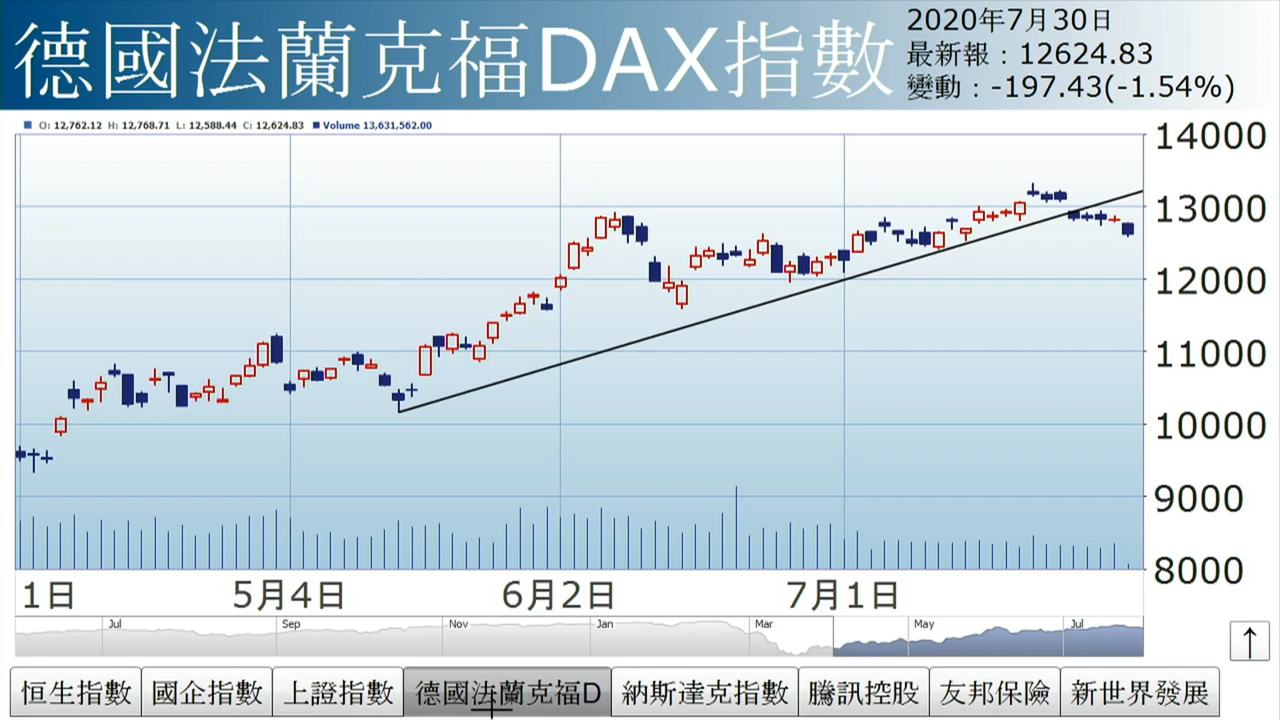 德國法蘭克福DAX指數
2020年7月30日
最新報：12624.83
變動：-197.43(-1.54%)
O: 12,762.12 H: 12,768.71 L: 12,588.44 C: 12,624.83 Volume 13,631,562.00
14000
13000
12000
11000
10000
9000
8000
1日 5月4日 6月2日 7月1日
Jul Sep Nov Jan Mar May Jul
↑
恒生指數 國企指數 上證指數 德國法蘭克福D 納斯達克指數 騰訊控股 友邦保險 新世界發展